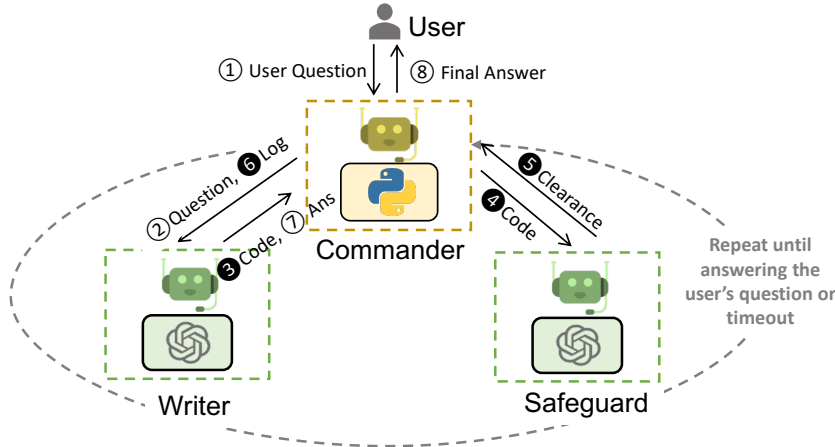 User
① User Question
⑧ Final Answer
② Question, ❻ Log
❸ Code, ⑦ Ans
Commander
❺ Clearance
❹ Code
Repeat until
answering the
user's question or
timeout
Writer
Safeguard